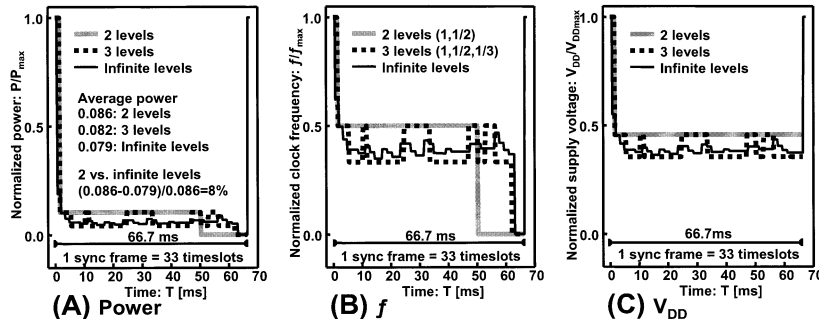 Normalized power: P/Pmax
1.0
0.5
0.0
2 levels
3 levels
Infinite levels
Average power
0.086: 2 levels
0.082: 3 levels
0.079: Infinite levels
2 vs. infinite levels
(0.086-0.079)/0.086=8%
66.7 ms
1 sync frame = 33 timeslots
0 10 20 30 40 50 60 70
Time: T [ms]
(A) Power
Normalized clock frequency: f/fmax
1.0
0.5
0.0
2 levels (1,1/2)
3 levels (1,1/2,1/3)
Infinite levels
66.7 ms
1 sync frame = 33 timeslots
0 10 20 30 40 50 60 70
Time: T [ms]
(B) f
Normalized supply voltage: VDD/VDDmax
1.0
0.5
0.0
2 levels
3 levels
Infinite levels
66.7ms
1 sync frame = 33 timeslots
0 10 20 30 40 50 60 70
Time: T [ms]
(C) VDD